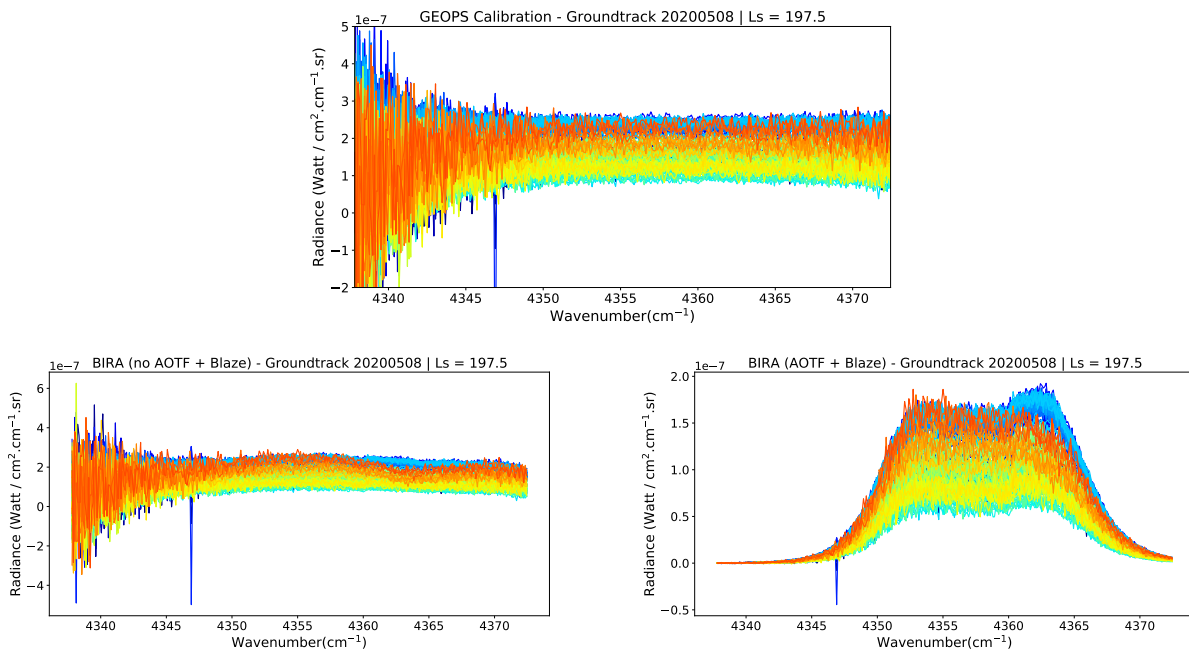 GEOPS Calibration - Groundtrack 20200508 | Ls = 197.5
1e−7
5
4
3
2
1
0
−1
−2
Radiance (Watt / cm².cm⁻¹.sr)
4340 4345 4350 4355 4360 4365 4370
Wavenumber(cm⁻¹)
BIRA (no AOTF + Blaze) - Groundtrack 20200508 | Ls = 197.5
1e−7
6
4
2
0
−2
−4
Radiance (Watt / cm².cm⁻¹.sr)
4340 4345 4350 4355 4360 4365 4370
Wavenumber(cm⁻¹)
BIRA (AOTF + Blaze) - Groundtrack 20200508 | Ls = 197.5
1e−7
2.0
1.5
1.0
0.5
0.0
−0.5
Radiance (Watt / cm².cm⁻¹.sr)
4340 4345 4350 4355 4360 4365 4370
Wavenumber(cm⁻¹)